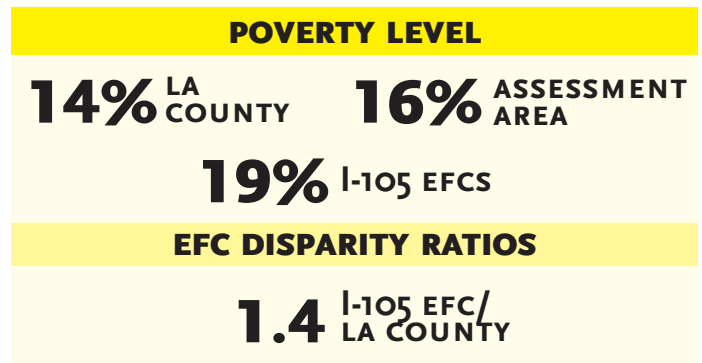 POVERTY LEVEL
14% LA COUNTY
16% ASSESSMENT AREA
19% I-105 EFCS
EFC DISPARITY RATIOS
1.4 I-105 EFC/
LA COUNTY